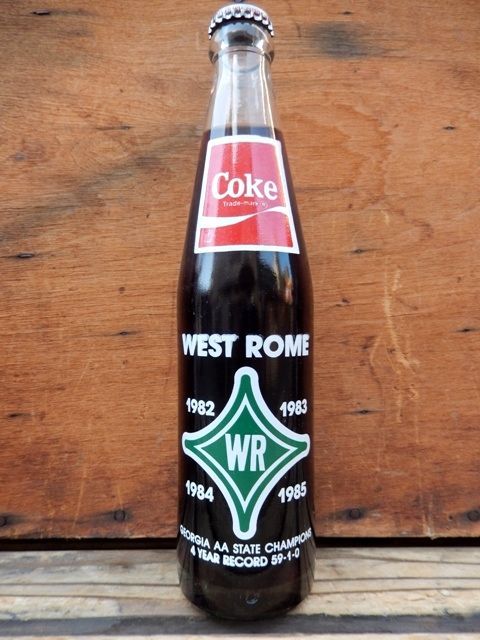 Coke
Trade-mark ®
WEST ROME
1982 1983
WR
1984 1985
GEORGIA AA STATE CHAMPIONS
4 YEAR RECORD 59-1-0